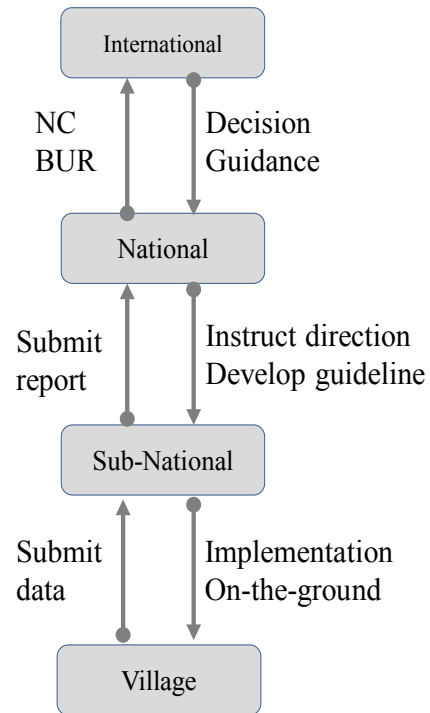 International
NC
BUR
Decision
Guidance
National
Submit
report
Instruct direction
Develop guideline
Sub-National
Submit
data
Implementation
On-the-ground
Village